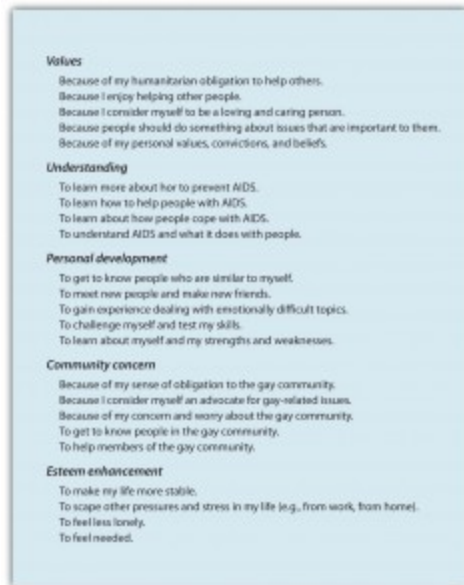 Values
Because of my humanitarian obligation to help others.
Because I enjoy helping other people.
Because I consider myself to be a loving and caring person.
Because people should do something about issues that are important to them.
Because of my personal values, convictions, and beliefs.
Understanding
To learn more about hor to prevent AIDS.
To learn how to help people with AIDS.
To learn about how people cope with AIDS.
To understand AIDS and what it does with people.
Personal development
To get to know people who are similar to myself.
To meet new people and make new friends.
To gain experience dealing with emotionally difficult topics.
To challenge myself and test my skills.
To learn about myself and my strengths and weaknesses.
Community concern
Because of my sense of obligation to the gay community.
Because I consider myself an advocate for gay-related issues.
Because of my concern and worry about the gay community.
To get to know people in the gay community.
To help members of the gay community.
Esteem enhancement
To make my life more stable.
To scape other pressures and stress in my life (e.g., from work, from home).
To feel less lonely.
To feel needed.